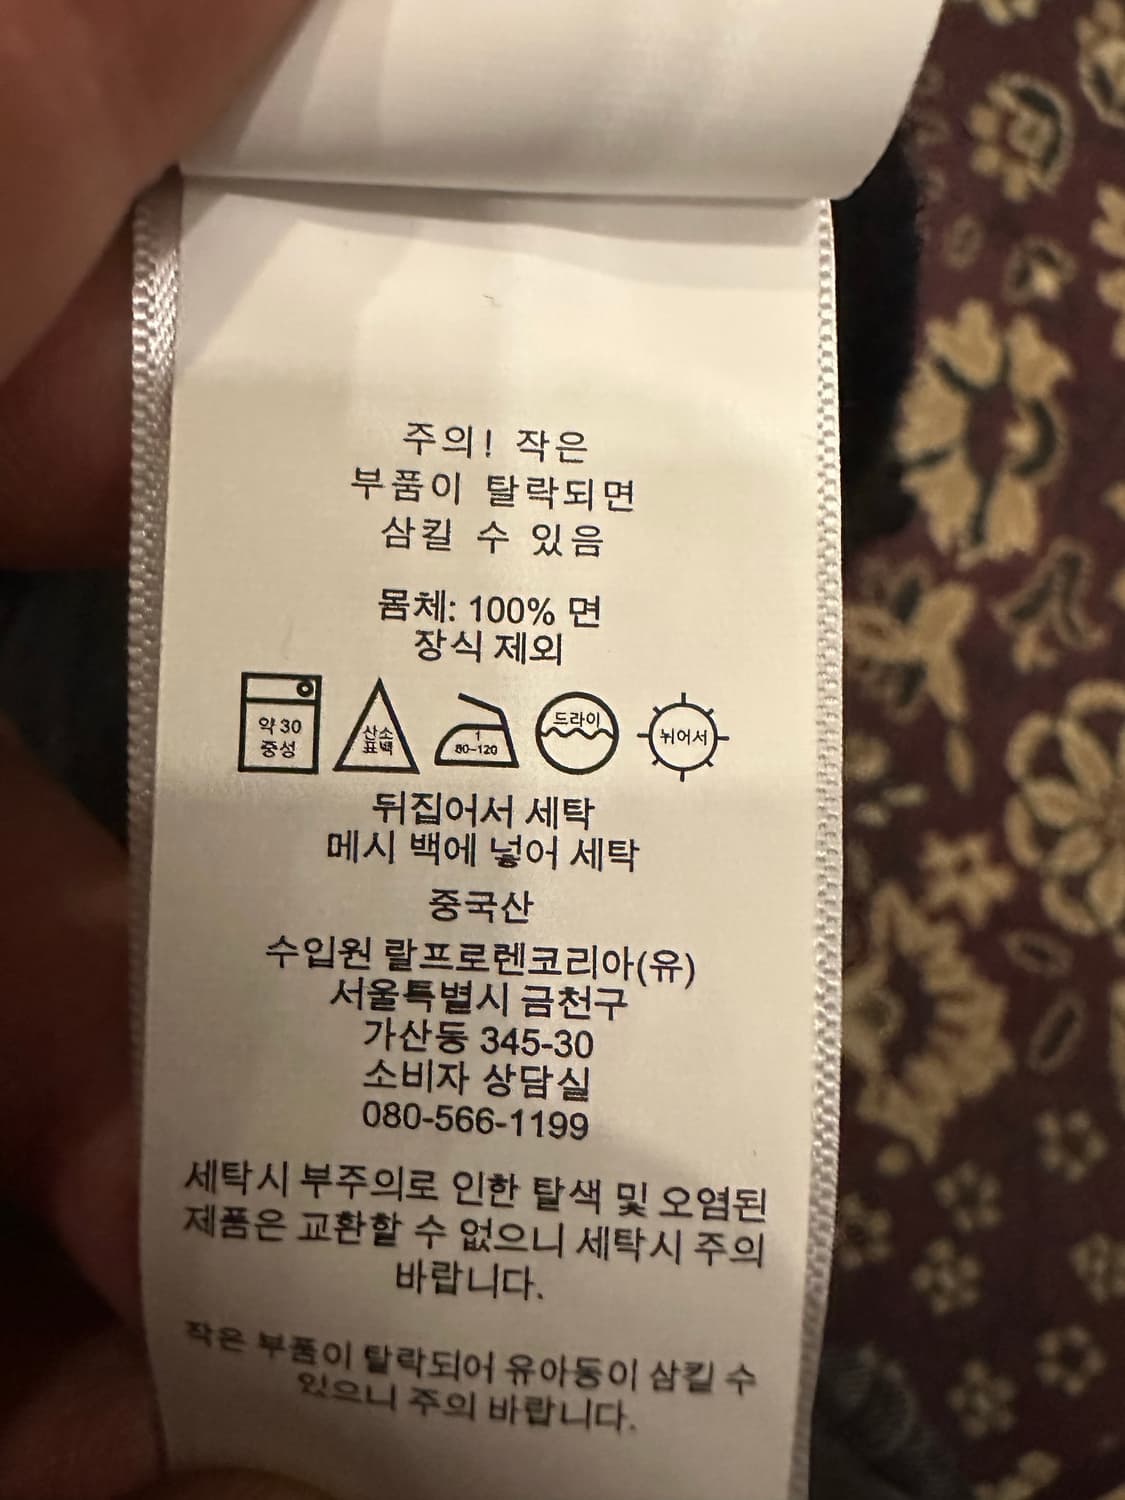 주의! 작은
부품이 탈락되면
삼킬 수 있음
몸체: 100% 면
장식 제외
약 30
중성
산소
표백
1
80~120
드라이
뉘어서
뒤집어서 세탁
메시 백에 넣어 세탁
중국산
수입원 랄프로렌코리아(유)
서울특별시 금천구
가산동 345-30
소비자 상담실
080-566-1199
세탁시 부주의로 인한 탈색 및 오염된
제품은 교환할 수 없으니 세탁시 주의
바랍니다.
작은 부품이 탈락되어 유아동이 삼킬 수
있으니 주의 바랍니다.